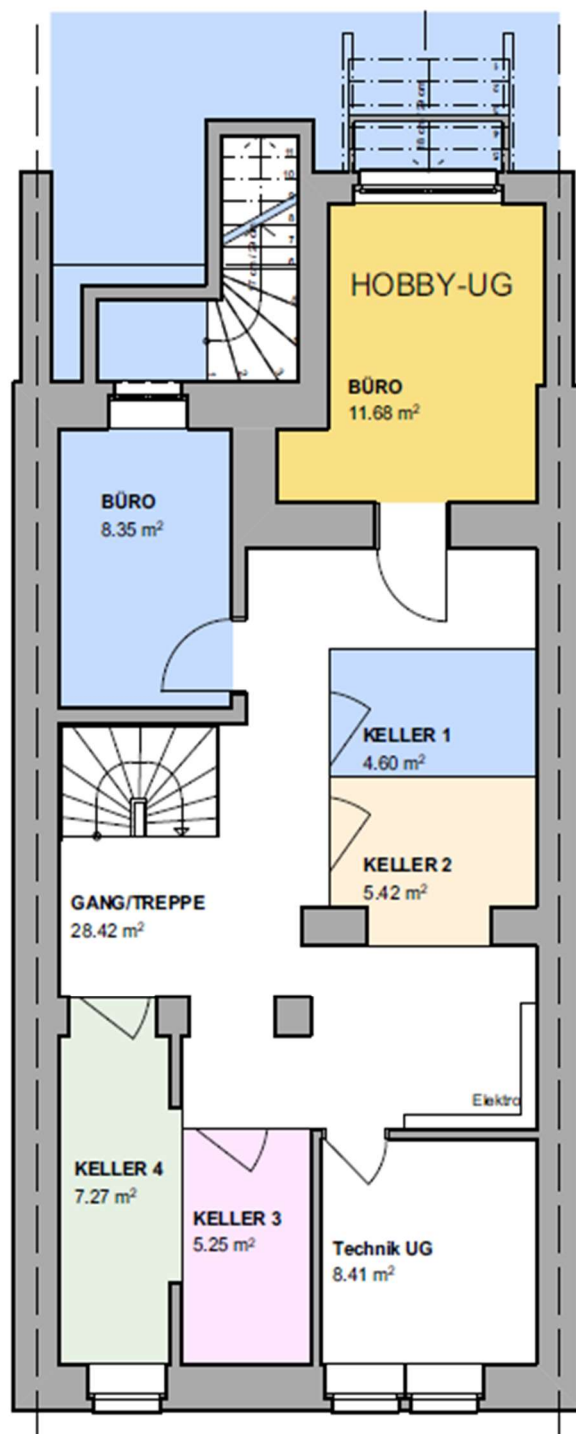 HOBBY-UG
BÜRO
11.68 m²
BÜRO
8.35 m²
KELLER 1
4.60 m²
KELLER 2
5.42 m²
GANG/TREPPE
28.42 m²
Elektro
KELLER 4
7.27 m²
KELLER 3
5.25 m²
Technik UG
8.41 m²